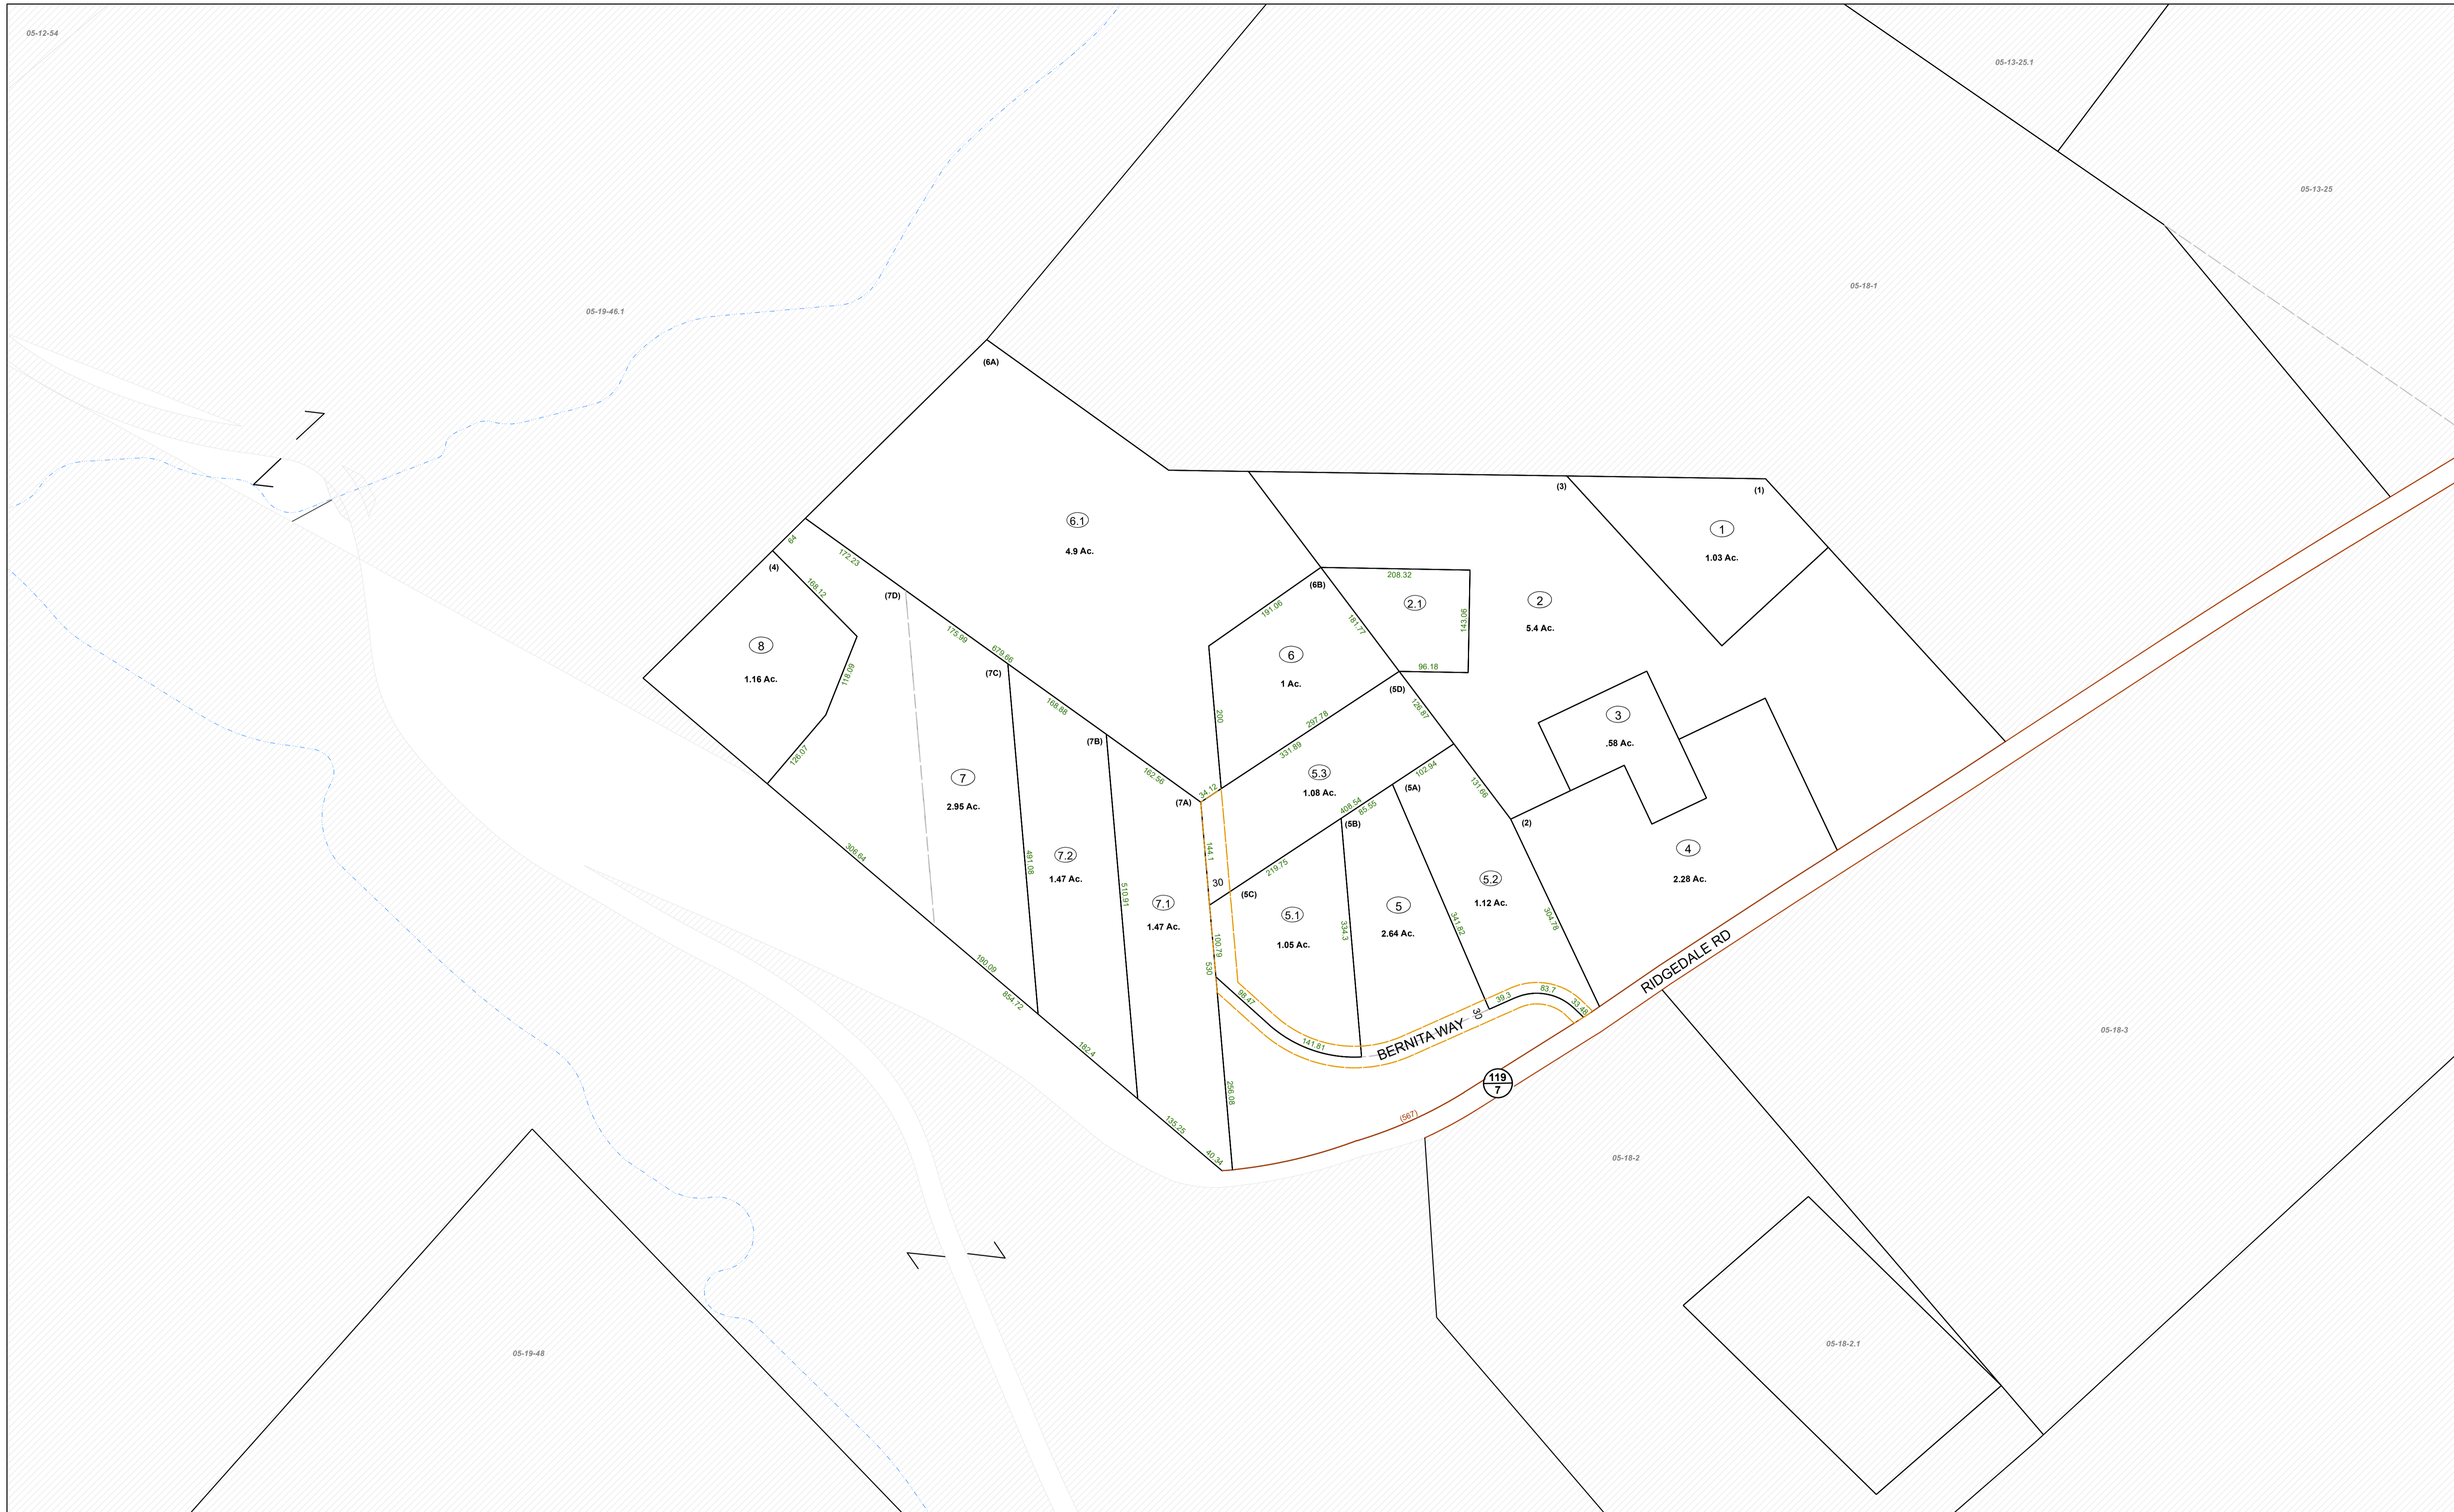 05-12-54
05-13-25.1
05-13-25
05-18-1
05-19-46.1
(6A)
(3)
(1)
6.1
4.9 Ac.
1
1.03 Ac.
64
172.23
(4)
168.12
(7D)
(6B)
208.32
191.06
2.1
143.06
2
5.4 Ac.
181.77
175.99
679.66
(7C)
8
1.16 Ac.
118.09
6
1 Ac.
96.18
(5D)
126.87
200
297.78
331.89
168.88
(7B)
3
.58 Ac.
126.07
162.56
(7A)
34.12
5.3
1.08 Ac.
102.94
(5A)
131.66
7
2.95 Ac.
408.54
85.55
(5B)
(2)
306.64
491.08
7.2
1.47 Ac.
144.1
219.75
30
(5C)
4
2.28 Ac.
510.91
7.1
1.47 Ac.
5.1
1.05 Ac.
334.3
5
2.64 Ac.
341.82
5.2
1.12 Ac.
304.78
190.09
854.72
100.79
530
98.47
141.81
BERNITA WAY
30
39.3
83.7
33.48
RIDGEDALE RD
182.4
256.08
119
7
(567)
135.25
40.34
05-18-3
05-18-2
05-18-2.1
05-19-48